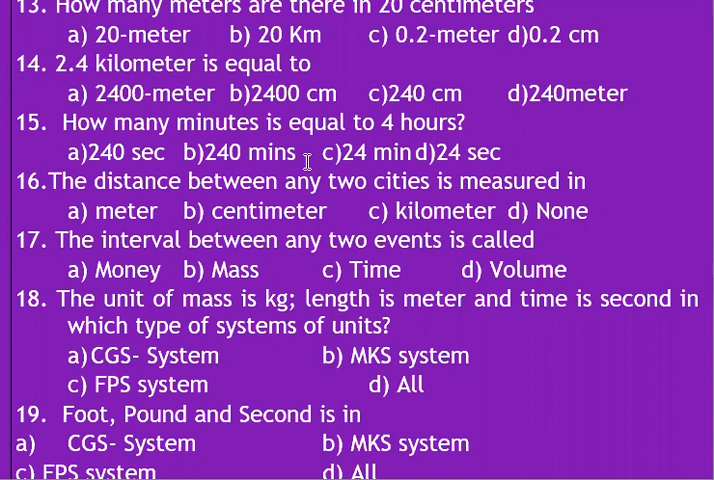 13. How many meters are there in 20 centimeters
a) 20-meter b) 20 Km c) 0.2-meter d)0.2 cm
14. 2.4 kilometer is equal to
a) 2400-meter b)2400 cm c)240 cm d)240meter
15. How many minutes is equal to 4 hours?
a)240 sec b)240 mins c)24 min d)24 sec
16.The distance between any two cities is measured in
a) meter b) centimeter c) kilometer d) None
17. The interval between any two events is called
a) Money b) Mass c) Time d) Volume
18. The unit of mass is kg; length is meter and time is second in
which type of systems of units?
a)CGS- System b) MKS system
c) FPS system d) All
19. Foot, Pound and Second is in
a) CGS- System b) MKS system
c) FPS system d) All